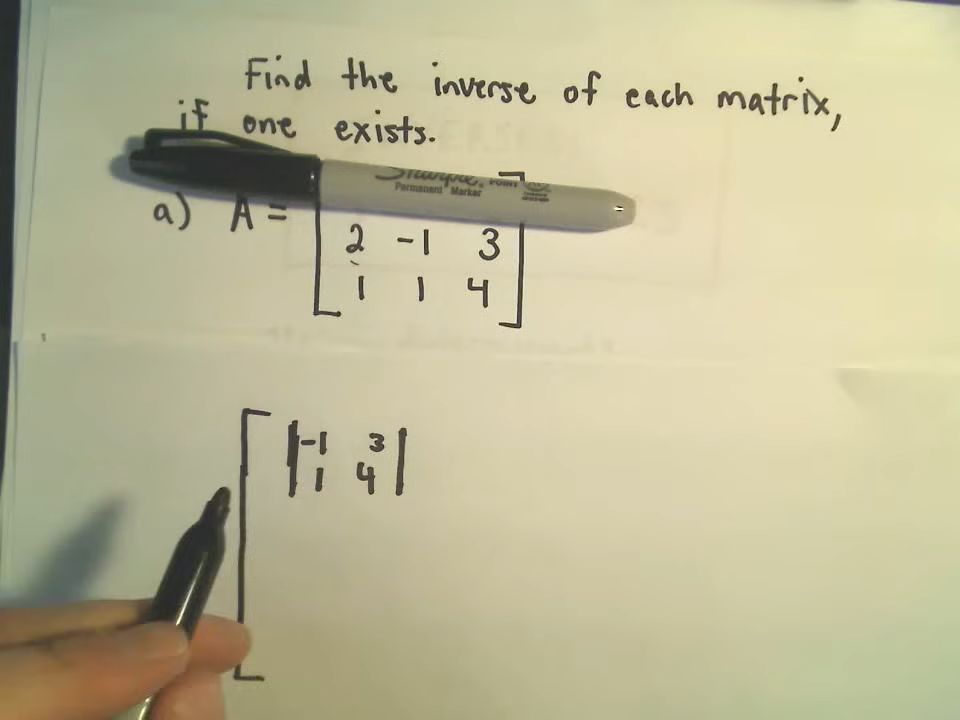 Find the inverse of each matrix,
if one exists.
Sharpie
Permanent Marker
POINT
a) A =
2 -1 3
1 1 4
-1 3
1 4